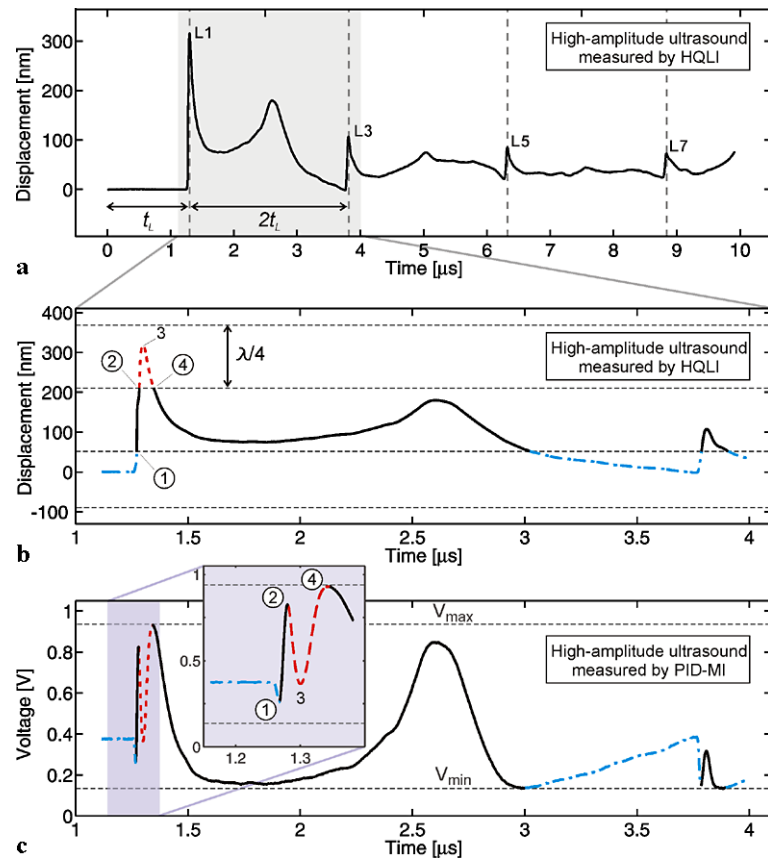 High-amplitude ultrasound
measured by HQLI
Displacement [nm]
300
200
100
0
L1
L3
L5
L7
t_L
2t_L
0 1 2 3 4 5 6 7 8 9 10
Time [µs]
a
High-amplitude ultrasound
measured by HQLI
Displacement [nm]
400
300
200
100
0
-100
3
2
4
λ/4
1
1 1.5 2 2.5 3 3.5 4
Time [µs]
b
High-amplitude ultrasound
measured by PID-MI
Voltage [V]
1
0.8
0.6
0.4
0.2
0
1
0.5
0
2
4
1
3
1.2 1.3
Vmax
Vmin
1 1.5 2 2.5 3 3.5 4
Time [µs]
c